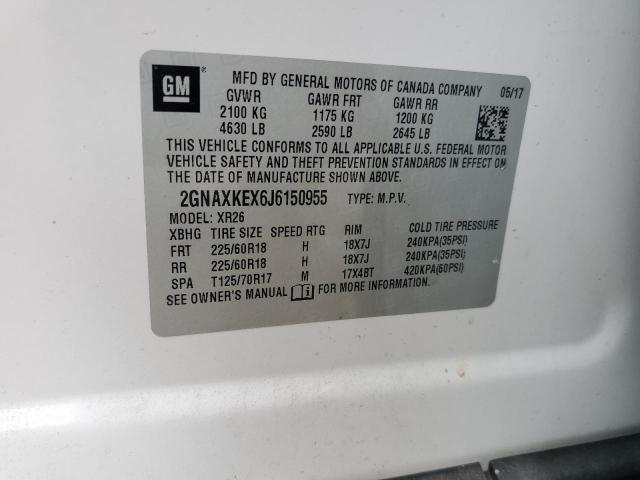 GM MFD BY GENERAL MOTORS OF CANADA COMPANY 05/17
GVWR GAWR FRT GAWR RR
2100 KG 1175 KG 1200 KG
4630 LB 2590 LB 2645 LB
THIS VEHICLE CONFORMS TO ALL APPLICABLE U.S. FEDERAL MOTOR
VEHICLE SAFETY AND THEFT PREVENTION STANDARDS IN EFFECT ON
THE DATE OF MANUFACTURE SHOWN ABOVE.
2GNAXKEX6J6150955 TYPE: M.P.V.
MODEL: XR26
XBHG TIRE SIZE SPEED RTG RIM COLD TIRE PRESSURE
FRT 225/60R18 H 18X7J 240KPA(35PSI)
RR 225/60R18 H 18X7J 240KPA(35PSI)
SPA T125/70R17 M 17X4BT 420KPA(60PSI)
SEE OWNER'S MANUAL FOR MORE INFORMATION.